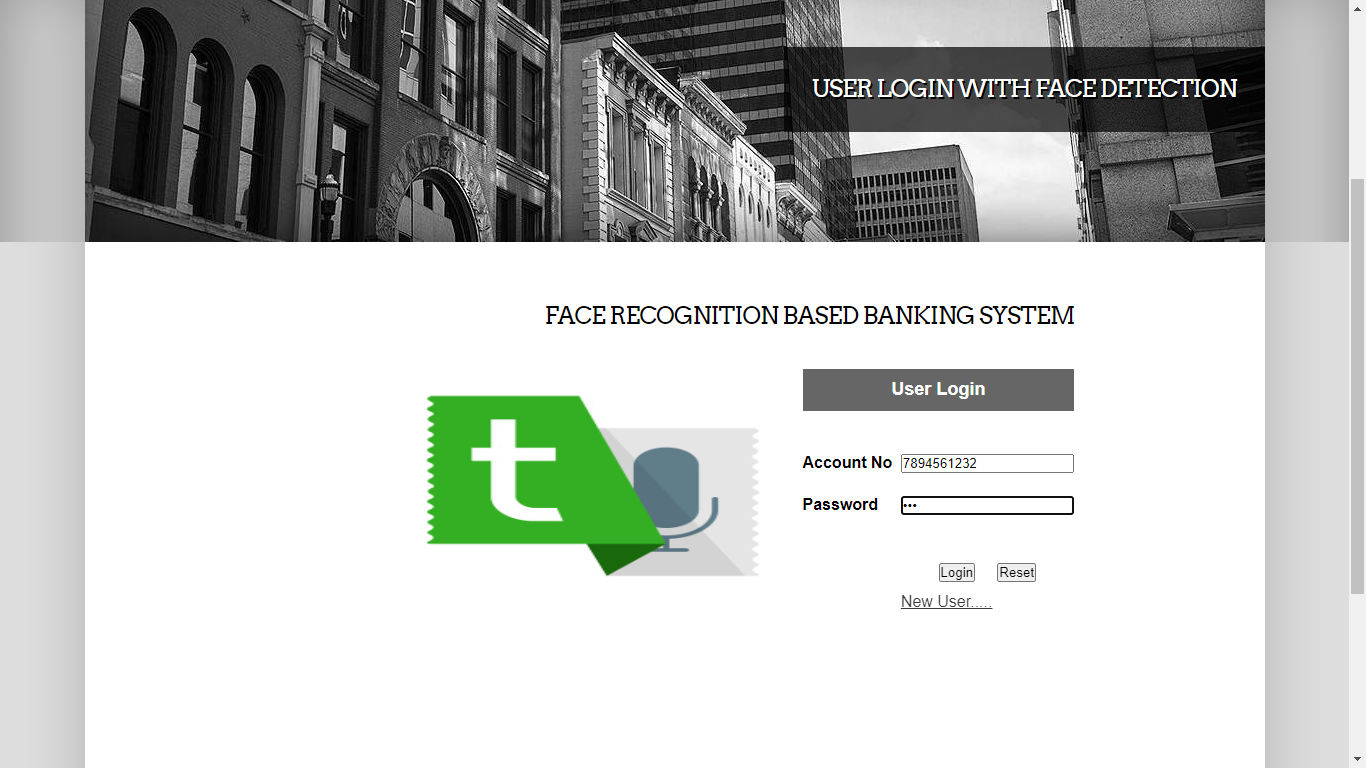 USER LOGIN WITH FACE DETECTION
FACE RECOGNITION BASED BANKING SYSTEM
User Login
t
Account No 7894561232
Password •••
Login Reset
New User.....